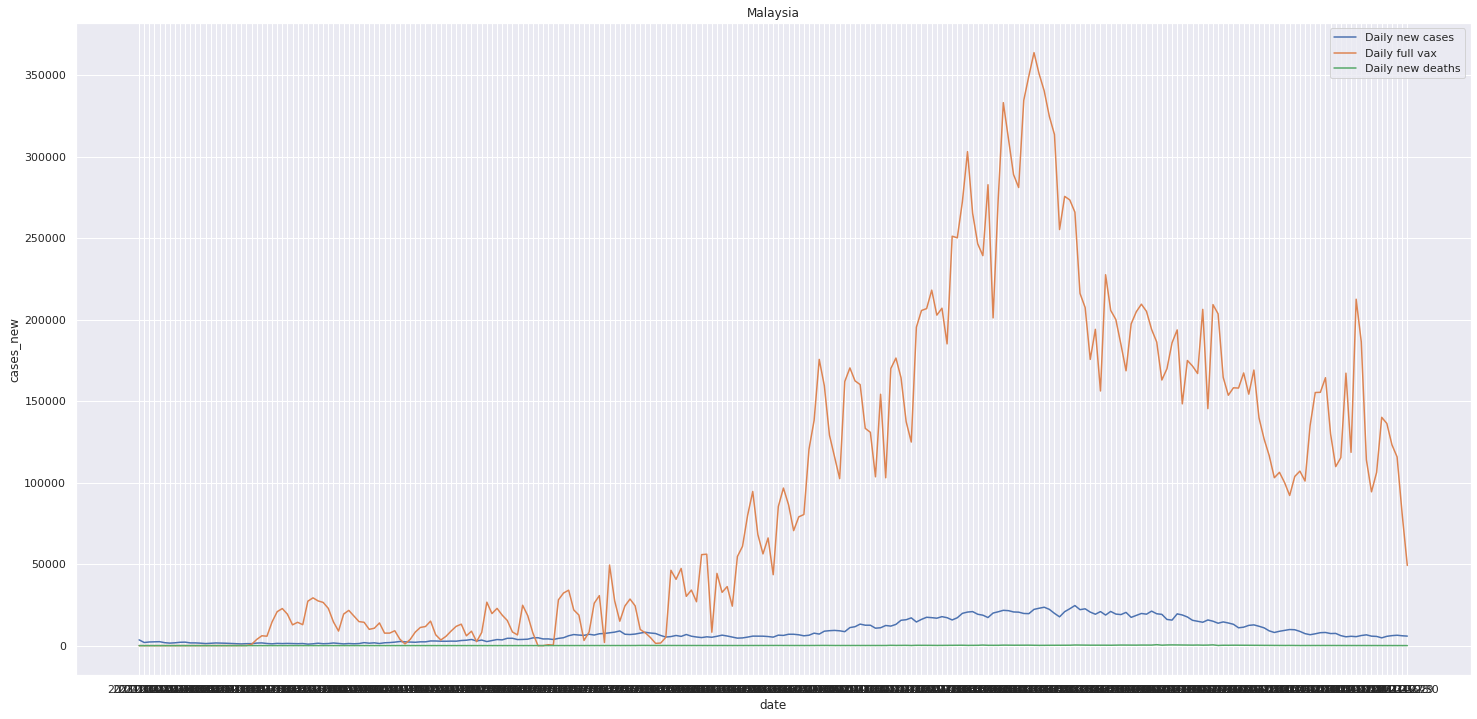 Malaysia
Daily new cases
Daily full vax
Daily new deaths
350000
300000
250000
200000
150000
100000
50000
0
cases_new
date